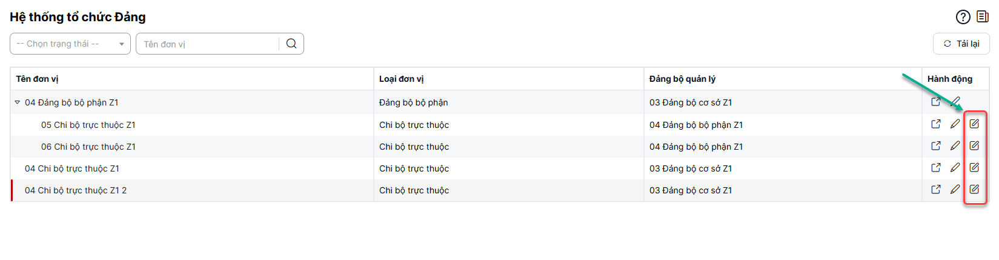 Hệ thống tổ chức Đảng
-- Chọn trạng thái --
Tên đơn vị
Tải lại
Tên đơn vị Loại đơn vị Đảng bộ quản lý Hành động
04 Đảng bộ bộ phận Z1 Đảng bộ bộ phận 03 Đảng bộ cơ sở Z1
05 Chi bộ trực thuộc Z1 Chi bộ trực thuộc 04 Đảng bộ bộ phận Z1
06 Chi bộ trực thuộc Z1 Chi bộ trực thuộc 04 Đảng bộ bộ phận Z1
04 Chi bộ trực thuộc Z1 Chi bộ trực thuộc 03 Đảng bộ cơ sở Z1
04 Chi bộ trực thuộc Z1 2 Chi bộ trực thuộc 03 Đảng bộ cơ sở Z1